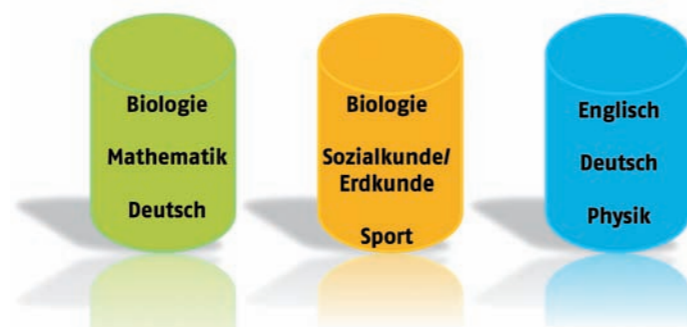 Biologie
Mathematik
Deutsch
Biologie
Sozialkunde/
Erdkunde
Sport
Englisch
Deutsch
Physik